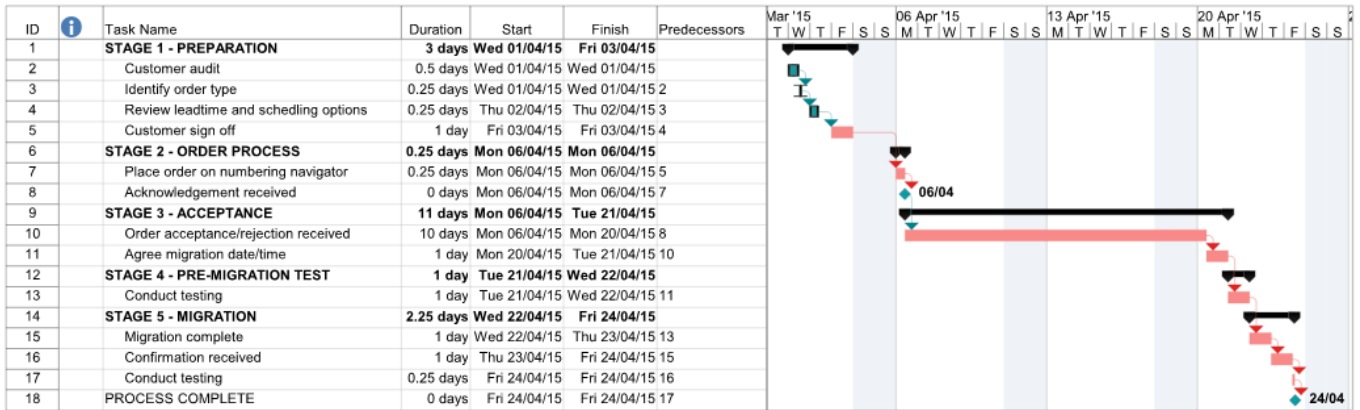 Mar '15 06 Apr '15 13 Apr '15 20 Apr '15 2
ID i Task Name Duration Start Finish Predecessors T W T F S S M T W T F S S M T W T F S S M T W T F S S M
1 STAGE 1 - PREPARATION 3 days Wed 01/04/15 Fri 03/04/15
2 Customer audit 0.5 days Wed 01/04/15 Wed 01/04/15
3 Identify order type 0.25 days Wed 01/04/15 Wed 01/04/15 2
4 Review leadtime and schedling options 0.25 days Thu 02/04/15 Thu 02/04/15 3
5 Customer sign off 1 day Fri 03/04/15 Fri 03/04/15 4
6 STAGE 2 - ORDER PROCESS 0.25 days Mon 06/04/15 Mon 06/04/15
7 Place order on numbering navigator 0.25 days Mon 06/04/15 Mon 06/04/15 5
8 Acknowledgement received 0 days Mon 06/04/15 Mon 06/04/15 7 06/04
9 STAGE 3 - ACCEPTANCE 11 days Mon 06/04/15 Tue 21/04/15
10 Order acceptance/rejection received 10 days Mon 06/04/15 Mon 20/04/15 8
11 Agree migration date/time 1 day Mon 20/04/15 Tue 21/04/15 10
12 STAGE 4 - PRE-MIGRATION TEST 1 day Tue 21/04/15 Wed 22/04/15
13 Conduct testing 1 day Tue 21/04/15 Wed 22/04/15 11
14 STAGE 5 - MIGRATION 2.25 days Wed 22/04/15 Fri 24/04/15
15 Migration complete 1 day Wed 22/04/15 Thu 23/04/15 13
16 Confirmation received 1 day Thu 23/04/15 Fri 24/04/15 15
17 Conduct testing 0.25 days Fri 24/04/15 Fri 24/04/15 16
18 PROCESS COMPLETE 0 days Fri 24/04/15 Fri 24/04/15 17 24/04